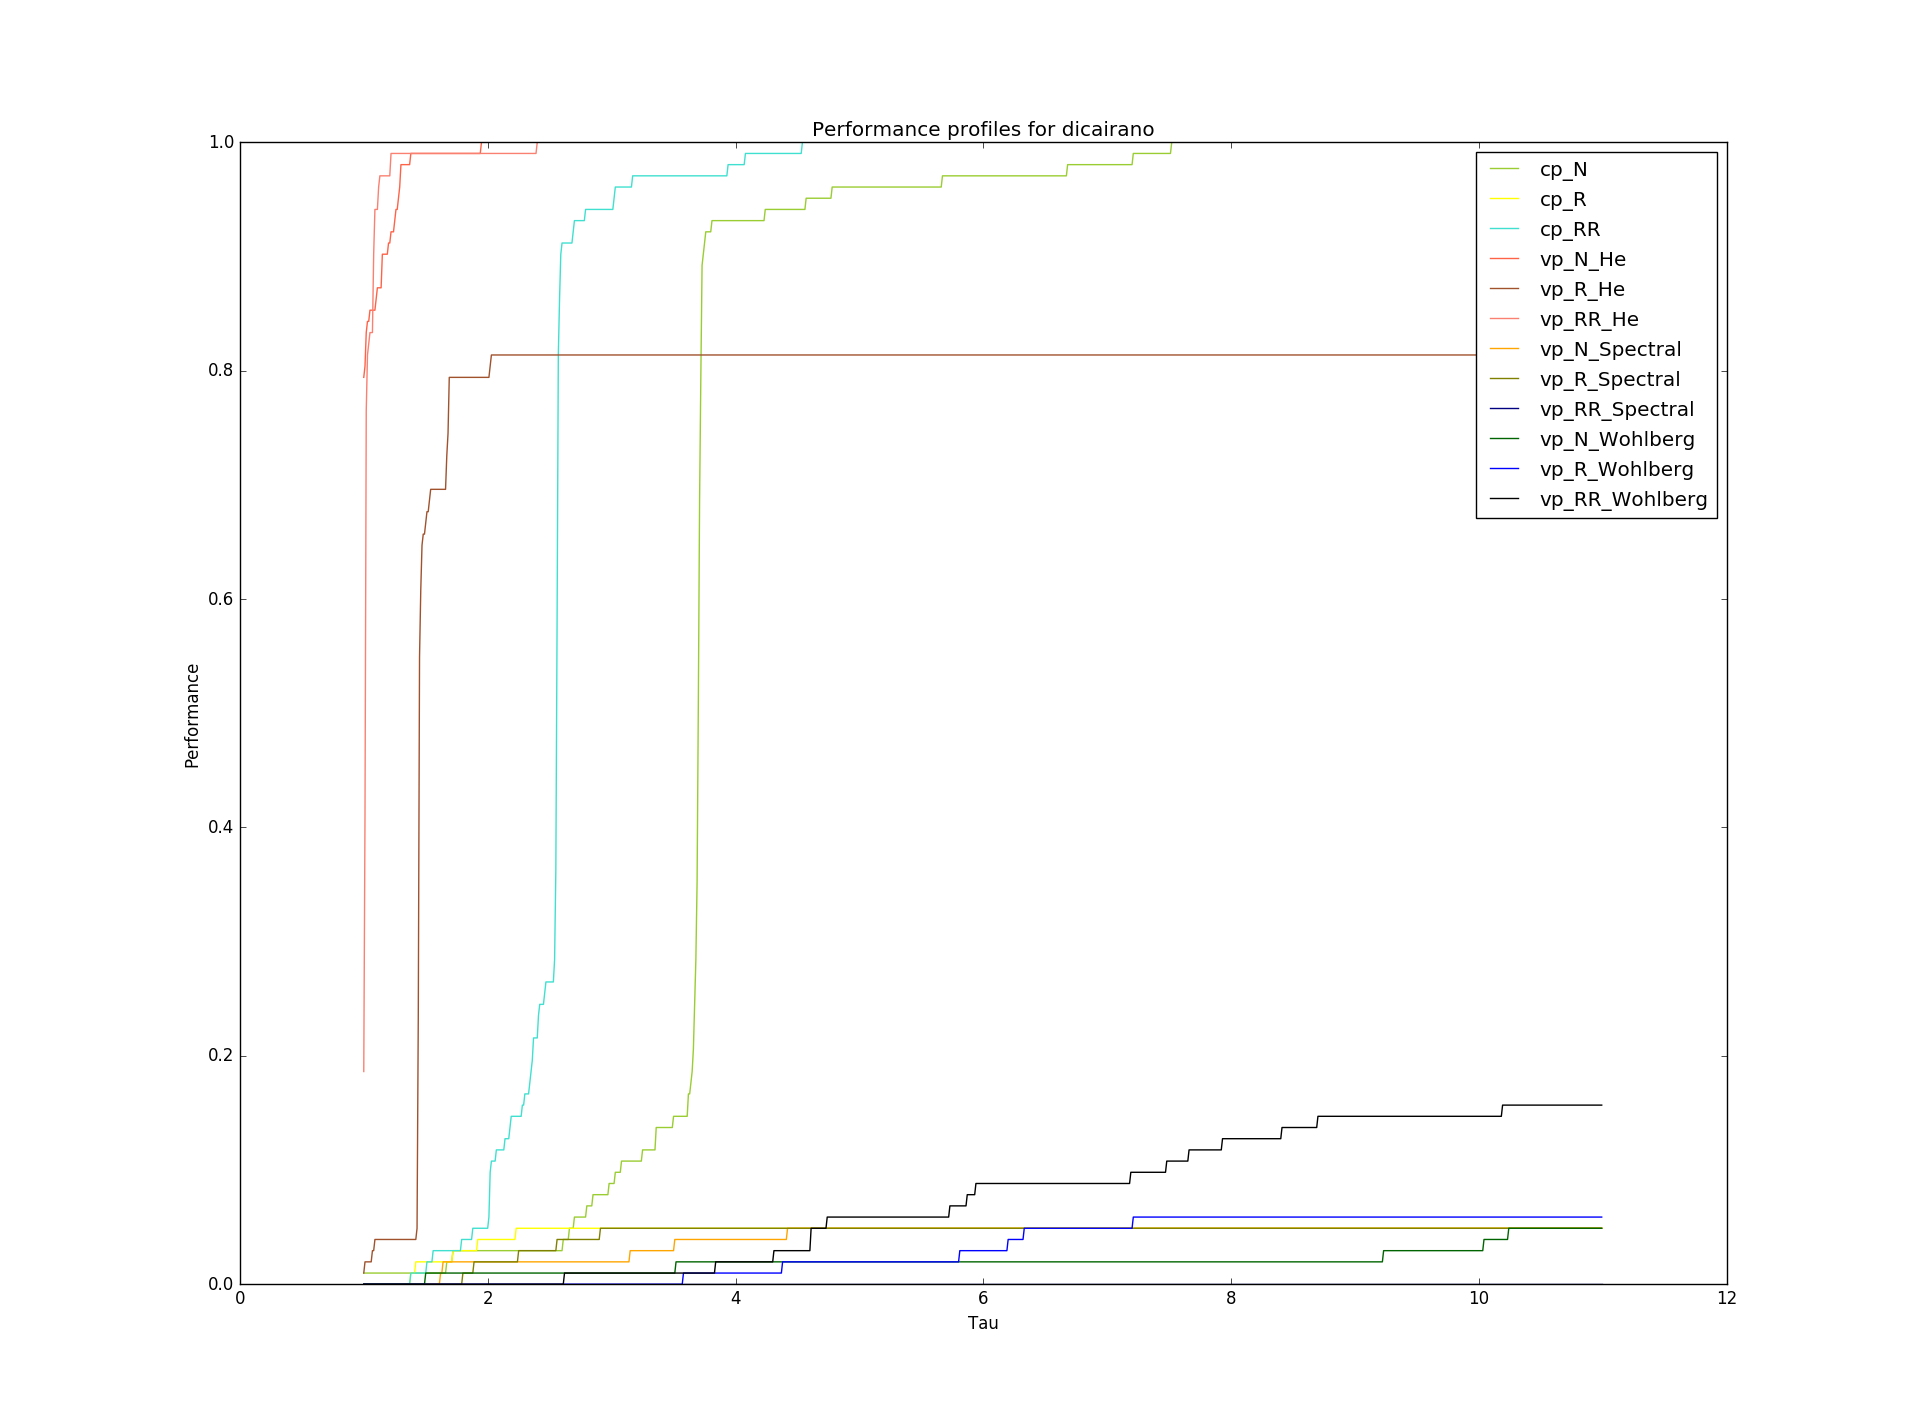 Performance profiles for dicairano
1.0
0.8
0.6
0.4
0.2
0.0
Performance
0
2
4
6
8
10
12
Tau
cp_N
cp_R
cp_RR
vp_N_He
vp_R_He
vp_RR_He
vp_N_Spectral
vp_R_Spectral
vp_RR_Spectral
vp_N_Wohlberg
vp_R_Wohlberg
vp_RR_Wohlberg